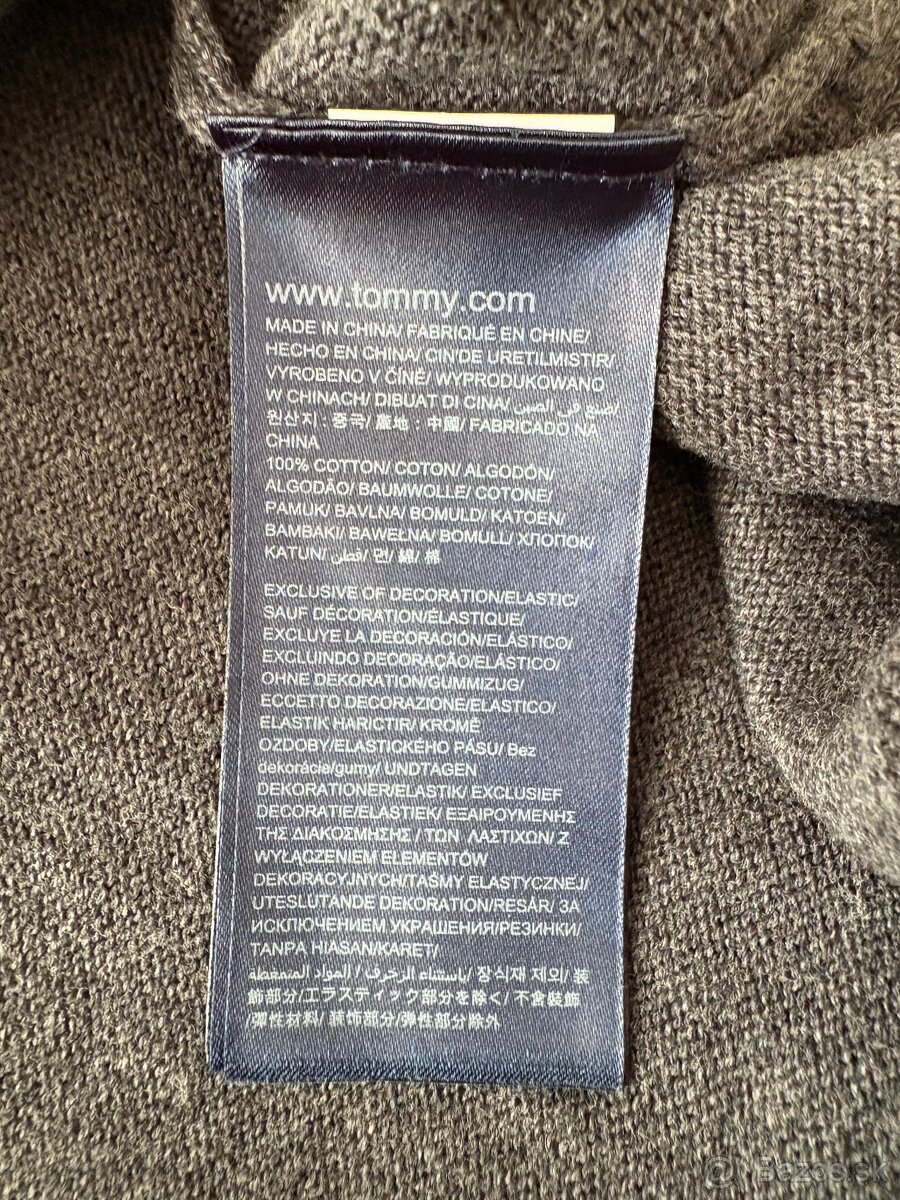 www.tommy.com
MADE IN CHINA/ FABRIQUÉ EN CHINE/
HECHO EN CHINA/ CIN'DE URETILMISTIR/
VYROBENO V ČÍNĚ/ WYPRODUKOWANO
W CHINACH/ DIBUAT DI CINA/ صنع في الصين/
원산지 : 중국/ 產地 : 中國/ FABRICADO NA
CHINA
100% COTTON/ COTON/ ALGODÓN/
ALGODÃO/ BAUMWOLLE/ COTONE/
PAMUK/ BAVLNA/ BOMULD/ KATOEN/
BAMBAKI/ BAWEŁNA/ BOMULL/ ХЛОПОК/
KATUN/ قطن/ 면/ 綿/ 棉
EXCLUSIVE OF DECORATION/ELASTIC/
SAUF DÉCORATION/ELASTIQUE/
EXCLUYE LA DECORACIÓN/ELÁSTICO/
EXCLUINDO DECORAÇÃO/ELÁSTICO/
OHNE DEKORATION/GUMMIZUG/
ECCETTO DECORAZIONE/ELASTICO/
ELASTIK HARICTIR/ KROMĚ
OZDOBY/ELASTICKÉHO PÁSU/ Bez
dekorácie/gumy/ UNDTAGEN
DEKORATIONER/ELASTIK/ EXCLUSIEF
DECORATIE/ELASTIEK/ ΕΞΑΙΡΟΥΜΕΝΗΣ
ΤΗΣ ΔΙΑΚΟΣΜΗΣΗΣ / ΤΩΝ ΛΑΣΤΙΧΩΝ/ Z
WYŁĄCZENIEM ELEMENTÓW
DEKORACYJNYCH/TAŚMY ELASTYCZNEJ/
UTESLUTANDE DEKORATION/RESÅR/ ЗА
ИСКЛЮЧЕНИЕМ УКРАШЕНИЯ/РЕЗИНКИ/
TANPA HIASAN/KARET/
باستثناء الزخرف / المواد المتمغطة/ 장식재 제외/ 装
飾部分/エラスティック部分を除く/ 不含裝飾
/彈性材料/ 装饰部分/弹性部分除外
Bazos.sk